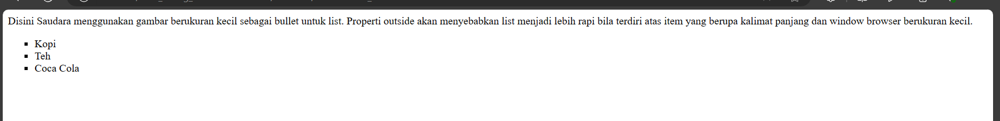 Disini Saudara menggunakan gambar berukuran kecil sebagai bullet untuk list. Properti outside akan menyebabkan list menjadi lebih rapi bila terdiri atas item yang berupa kalimat panjang dan window browser berukuran kecil.
Kopi
Teh
Coca Cola